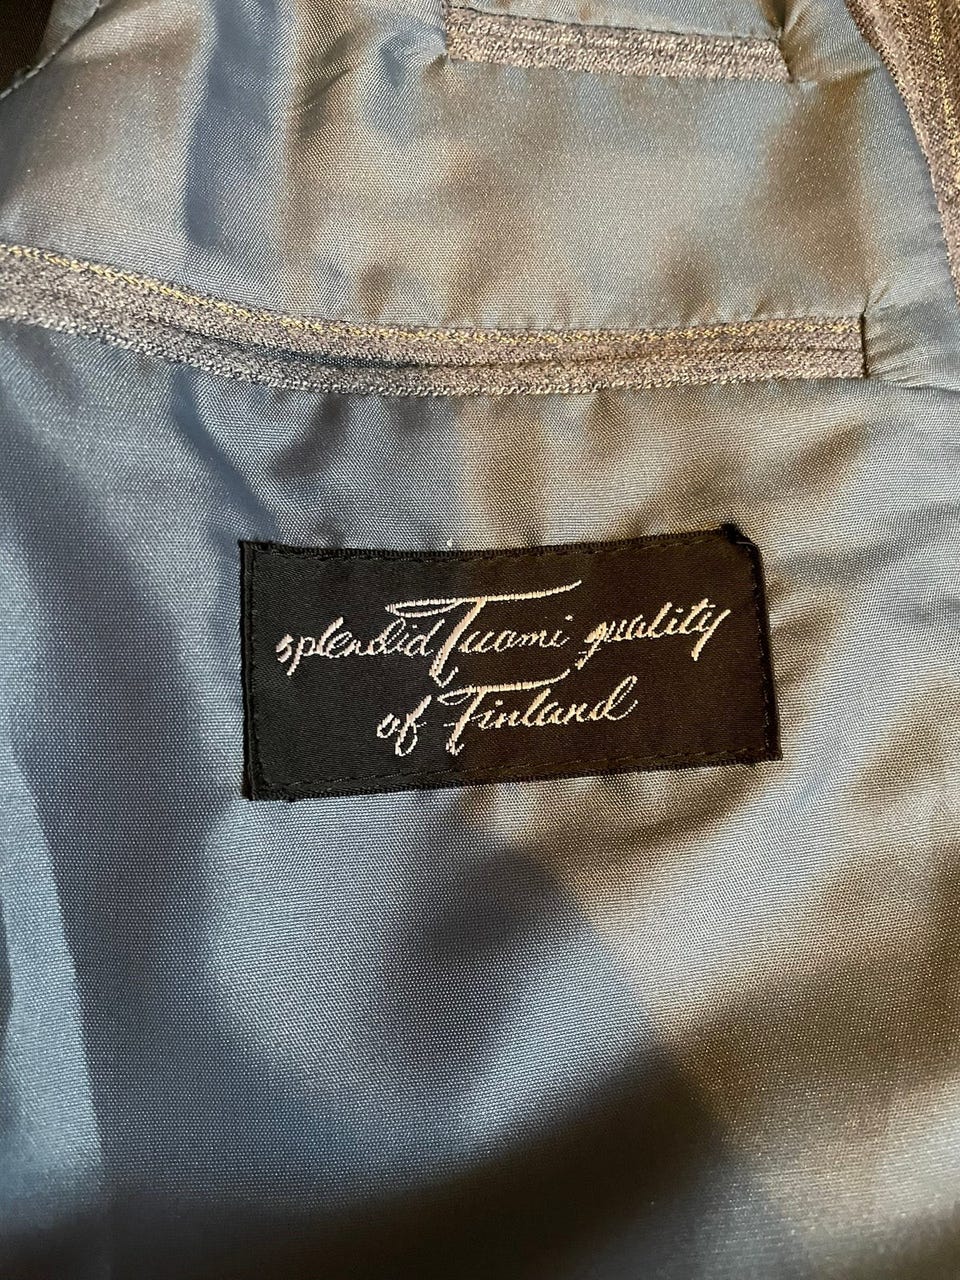 splendid Tuomi quality
of Finland